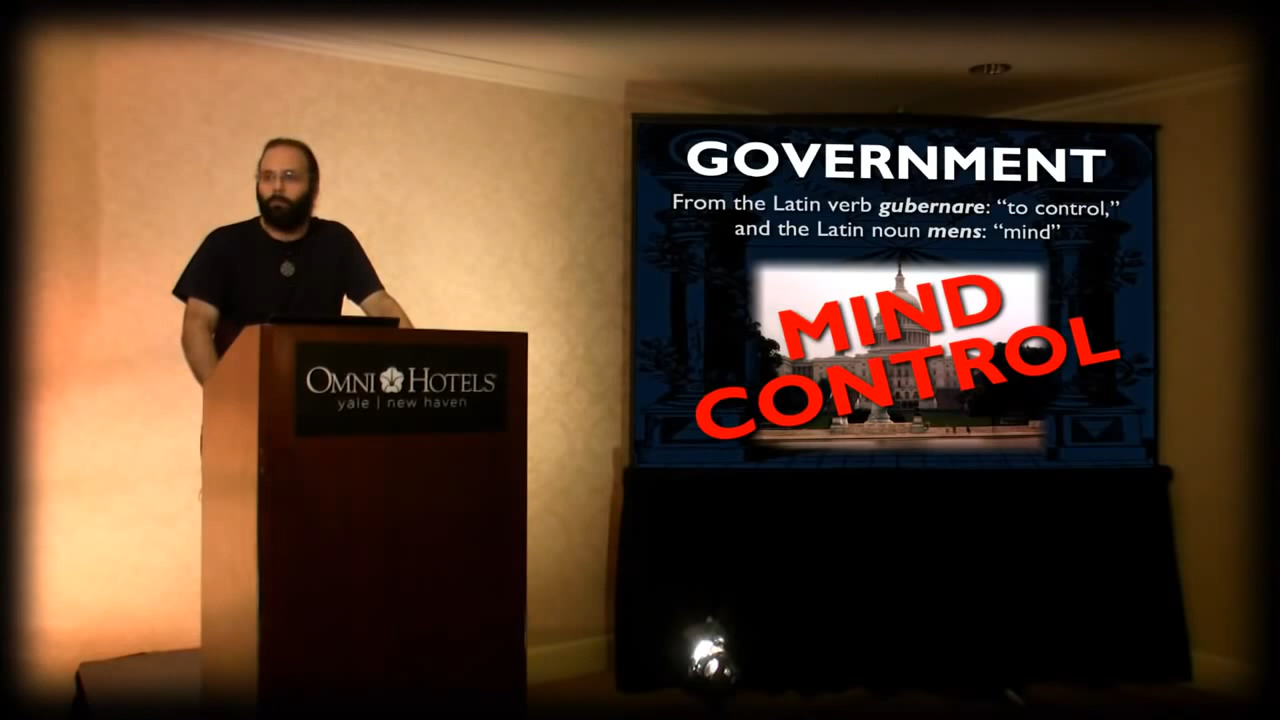 GOVERNMENT
From the Latin verb gubernare: “to control,”
and the Latin noun mens: “mind”
MIND
CONTROL
OMNI HOTELS
yale | new haven